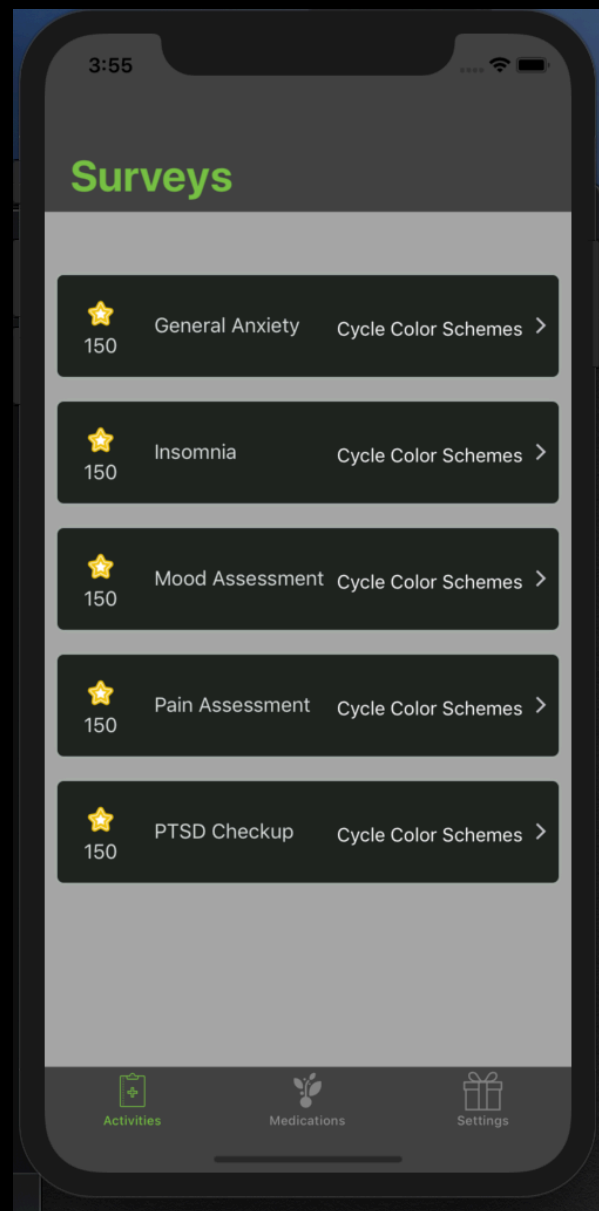 3:55
Surveys
General Anxiety
Cycle Color Schemes
150
Insomnia
Cycle Color Schemes
150
Mood Assessment
Cycle Color Schemes
150
Pain Assessment
Cycle Color Schemes
150
PTSD Checkup
Cycle Color Schemes
150
Activities
Medications
Settings